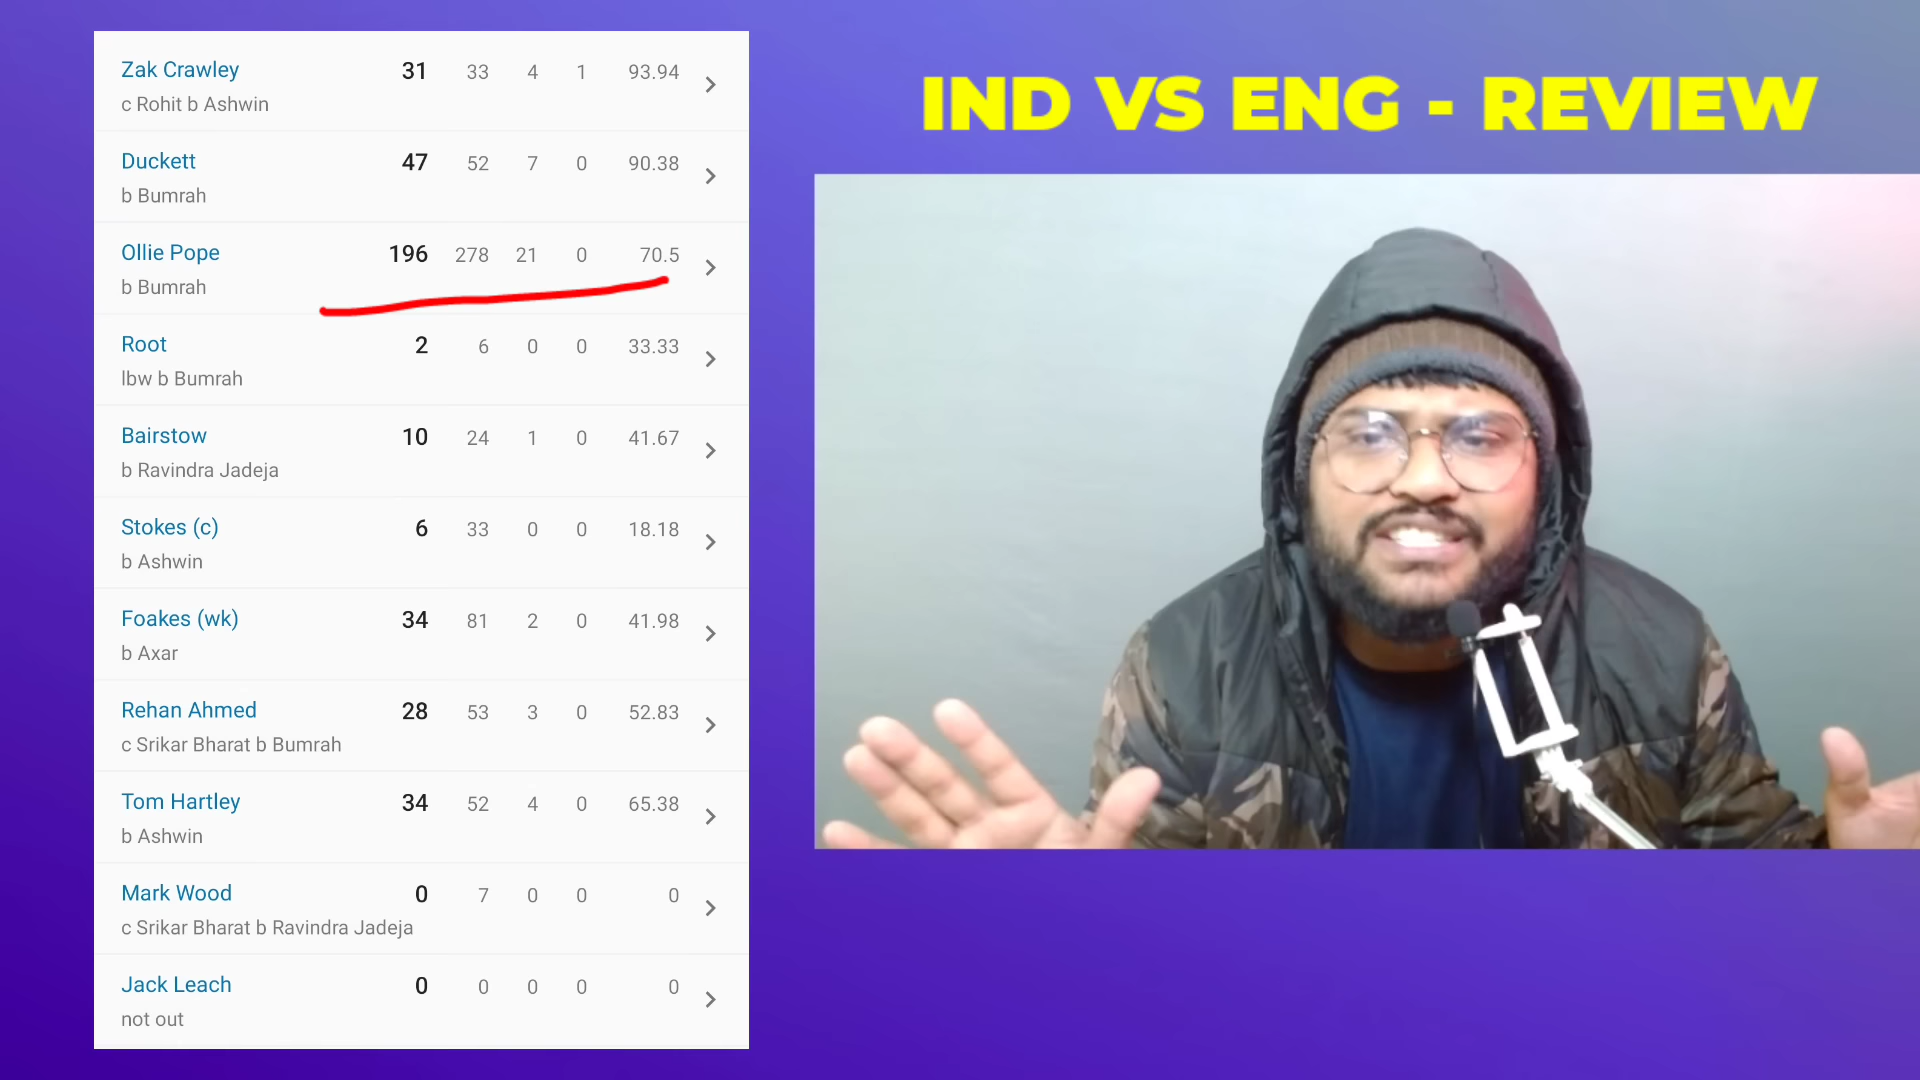 Zak Crawley 31 33 4 1 93.94
c Rohit b Ashwin
Duckett 47 52 7 0 90.38
b Bumrah
Ollie Pope 196 278 21 0 70.5
b Bumrah
Root 2 6 0 0 33.33
lbw b Bumrah
Bairstow 10 24 1 0 41.67
b Ravindra Jadeja
Stokes (c) 6 33 0 0 18.18
b Ashwin
Foakes (wk) 34 81 2 0 41.98
b Axar
Rehan Ahmed 28 53 3 0 52.83
c Srikar Bharat b Bumrah
Tom Hartley 34 52 4 0 65.38
b Ashwin
Mark Wood 0 7 0 0 0
c Srikar Bharat b Ravindra Jadeja
Jack Leach 0 0 0 0 0
not out
IND VS ENG - REVIEW